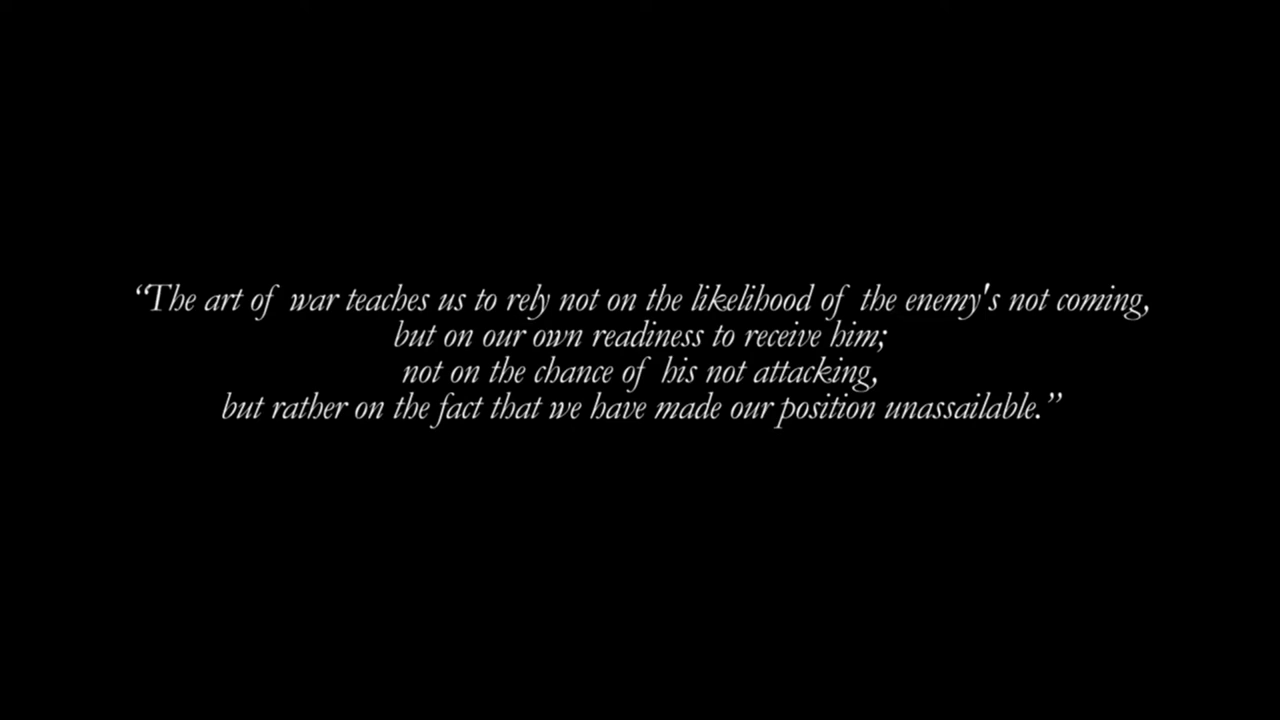 “The art of war teaches us to rely not on the likelihood of the enemy's not coming,
but on our own readiness to receive him;
not on the chance of his not attacking,
but rather on the fact that we have made our position unassailable.”